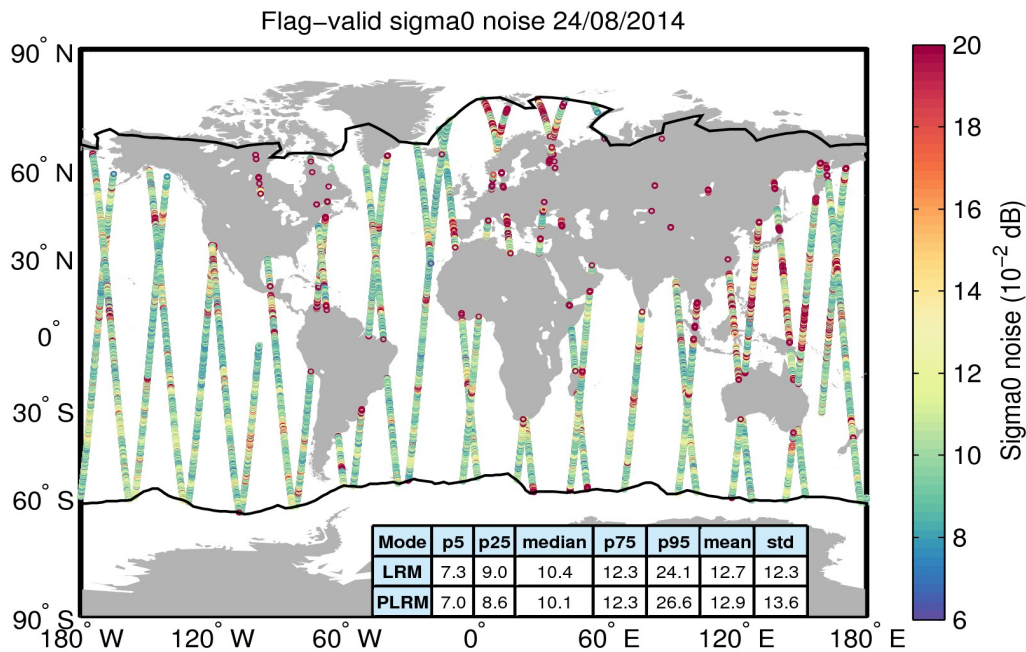 Flag−valid sigma0 noise 24/08/2014
90° N
60° N
30° N
0°
30° S
60° S
90° S
180° W
120° W
60° W
0°
60° E
120° E
180° E
Mode p5 p25 median p75 p95 mean std
LRM 7.3 9.0 10.4 12.3 24.1 12.7 12.3
PLRM 7.0 8.6 10.1 12.3 26.6 12.9 13.6
20
18
16
14
12
10
8
6
Sigma0 noise (10⁻² dB)